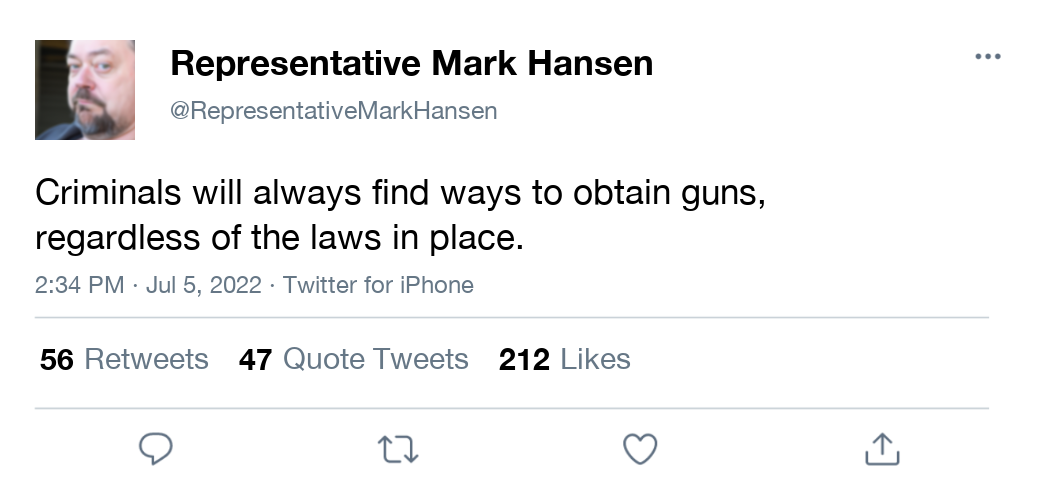 Representative Mark Hansen
@RepresentativeMarkHansen
Criminals will always find ways to obtain guns,
regardless of the laws in place.
2:34 PM · Jul 5, 2022 · Twitter for iPhone
56 Retweets 47 Quote Tweets 212 Likes